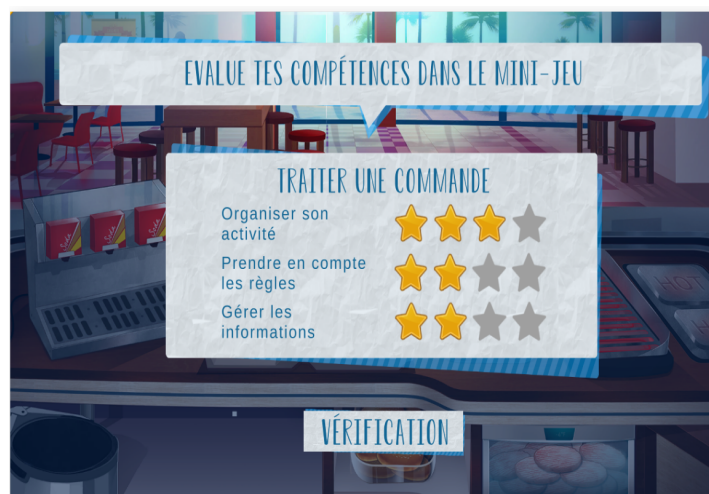 EVALUE TES COMPÉTENCES DANS LE MINI-JEU
TRAITER UNE COMMANDE
Organiser son
activité
Prendre en compte
les règles
Gérer les
informations
HOT
VÉRIFICATION